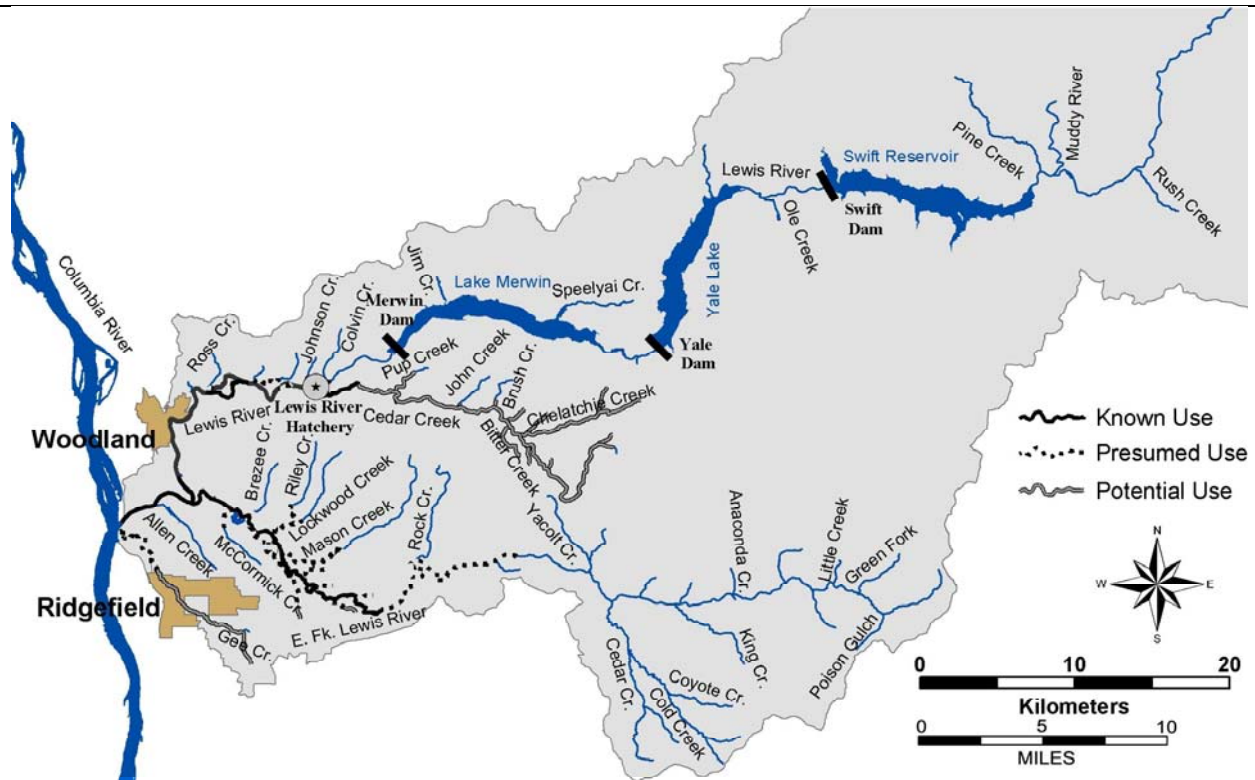 Pine Creek
Muddy River
Swift Reservoir
Rush Creek
Lewis River
Swift
Dam
Ole Creek
Columbia River
Yale Lake
Jim Cr.
Lake Merwin
Speelyai Cr.
Johnson Cr.
Colvin Cr.
Merwin
Dam
Ross Cr.
Yale
Dam
Pup Creek
John Creek
Brush Cr.
Chelatchie Creek
Lewis River
Lewis River
Hatchery
Cedar Creek
Woodland
Bitter Creek
Brezee Cr.
Riley Cr.
Lockwood Creek
Mason Creek
Rock Cr.
Yacolt Cr.
Allen Creek
McCormick Cr.
Ridgefield
Gee Cr.
E. Fk. Lewis River
Anaconda Cr.
Little Creek
Green Fork
King Cr.
Poison Gulch
Cedar Cr.
Coyote Cr.
Cold Creek
Known Use
Presumed Use
Potential Use
N
W
E
S
0 10 20
Kilometers
0 5 10
MILES